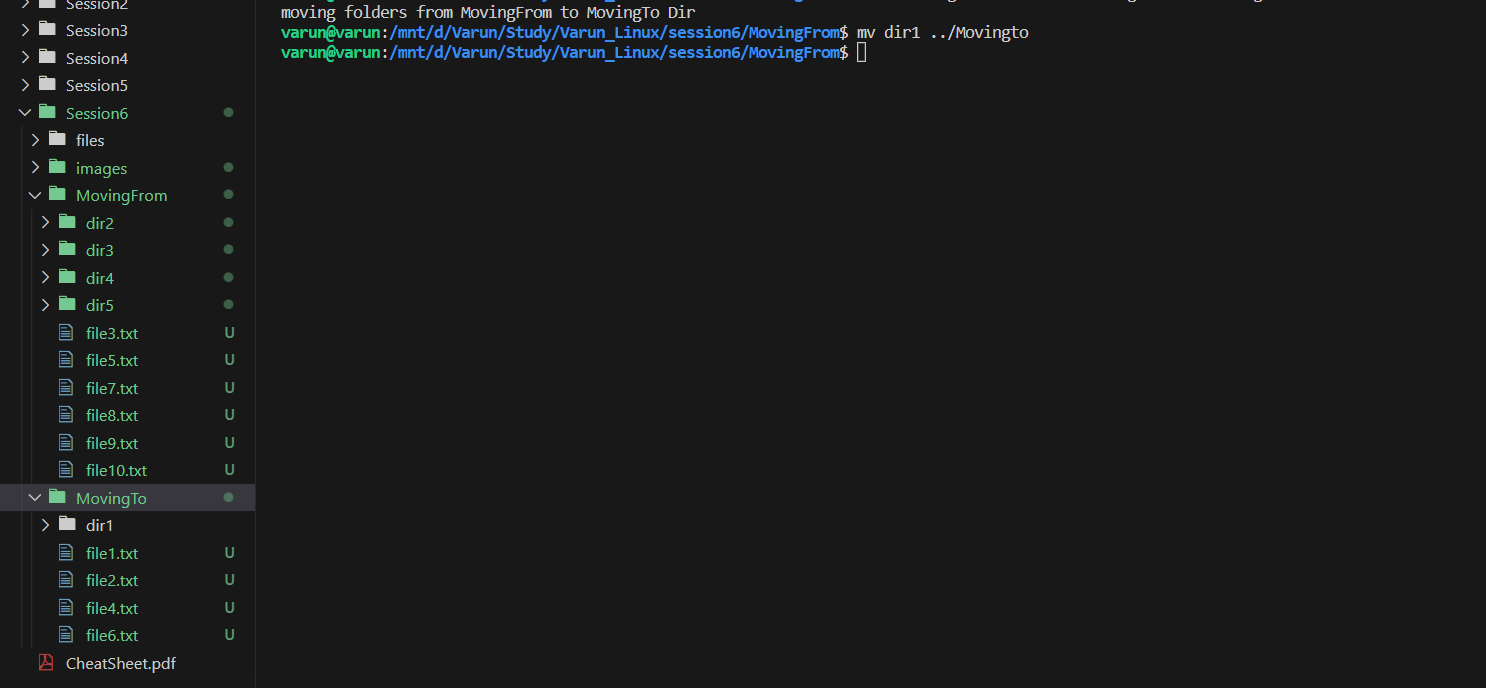 Session2
Session3
Session4
Session5
Session6
files
images
MovingFrom
dir2
dir3
dir4
dir5
file3.txt U
file5.txt U
file7.txt U
file8.txt U
file9.txt U
file10.txt U
MovingTo
dir1
file1.txt U
file2.txt U
file4.txt U
file6.txt U
CheatSheet.pdf
moving folders from MovingFrom to MovingTo Dir
varun@varun:/mnt/d/Varun/Study/Varun_Linux/session6/MovingFrom$ mv dir1 ../Movingto
varun@varun:/mnt/d/Varun/Study/Varun_Linux/session6/MovingFrom$